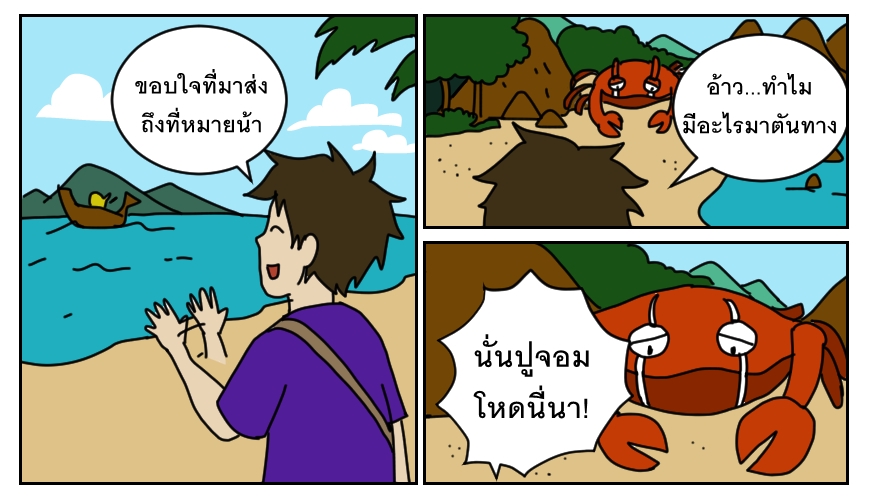 ขอบใจที่มาส่ง
ถึงที่หมายน้า
อ้าว...ทำไม
มีอะไรมาตันทาง
นั่นปูจอม
โหดนี่นา!